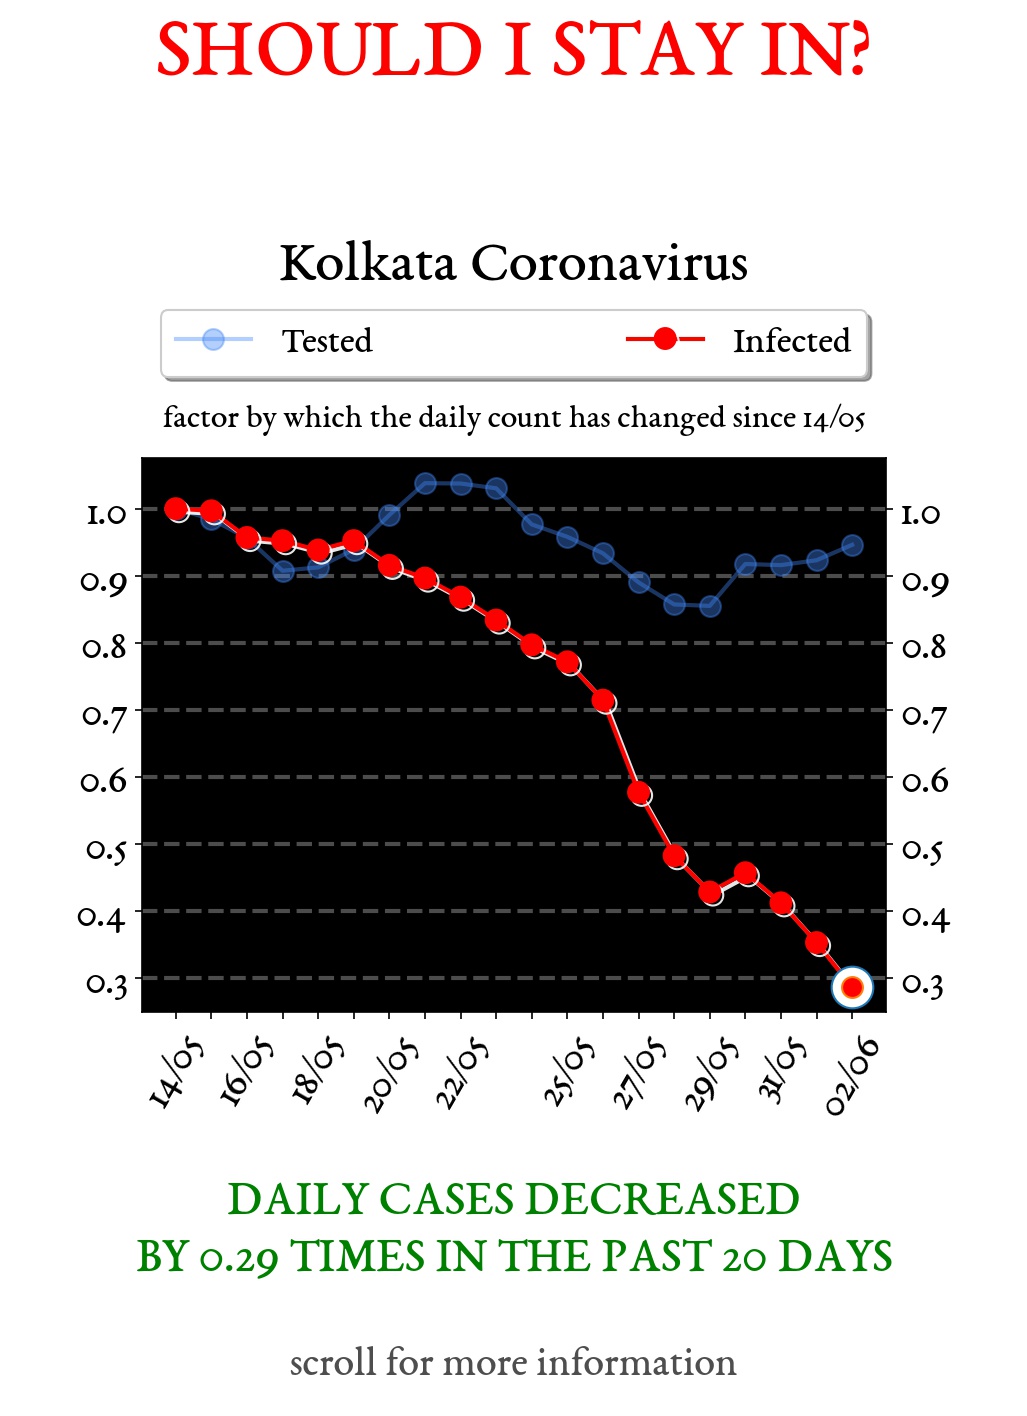 SHOULD I STAY IN?
Kolkata Coronavirus
Tested Infected
factor by which the daily count has changed since 14/05
1.0 1.0
0.9 0.9
0.8 0.8
0.7 0.7
0.6 0.6
0.5 0.5
0.4 0.4
0.3 0.3
14/05 16/05 18/05 20/05 22/05 25/05 27/05 29/05 31/05 02/06
DAILY CASES DECREASED
BY 0.29 TIMES IN THE PAST 20 DAYS
scroll for more information